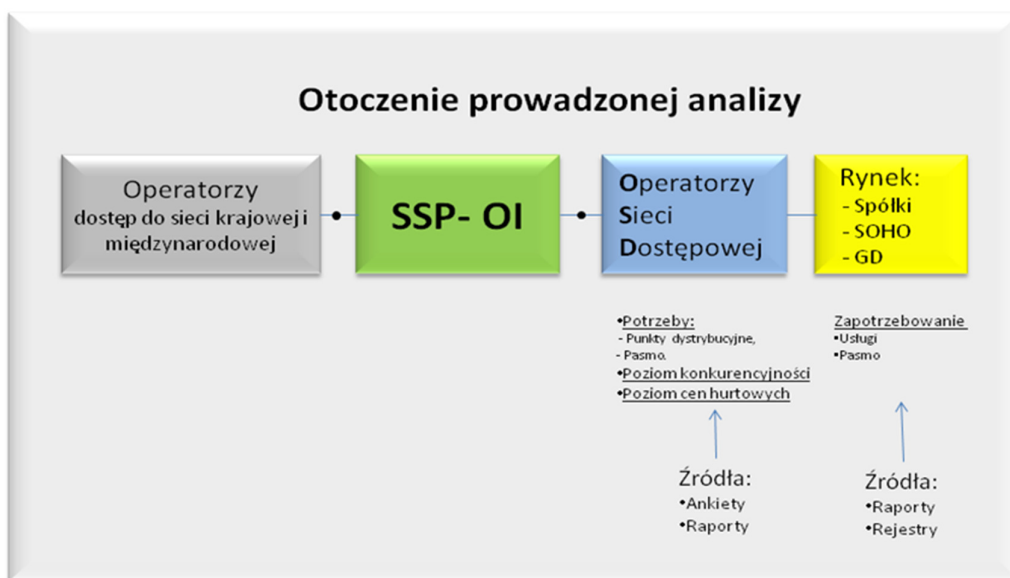 Otoczenie prowadzonej analizy
Operatorzy
dostęp do sieci krajowej i
międzynarodowej
SSP- OI
Operatorzy
Sieci
Dostępowej
Rynek:
- Spółki
- SOHO
- GD
•Potrzeby:
- Punkty dystrybucyjne,
- Pasmo.
•Poziom konkurencyjności
•Poziom cen hurtowych
Zapotrzebowanie
•Usługi
•Pasmo
Źródła:
•Ankiety
•Raporty
Źródła:
•Raporty
•Rejestry